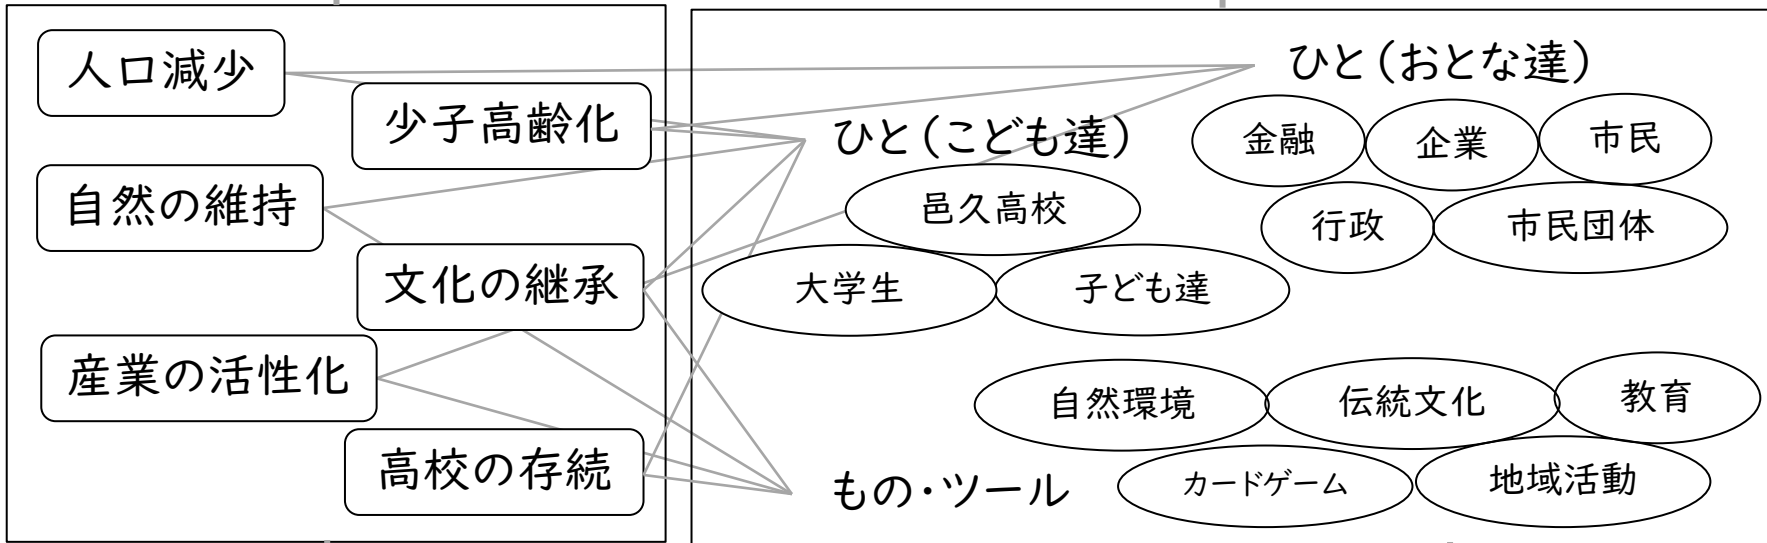 人口減少
少子高齢化
自然の維持
文化の継承
産業の活性化
高校の存続
ひと（おとな達）
金融
企業
市民
行政
市民団体
ひと（こども達）
邑久高校
大学生
子ども達
自然環境
伝統文化
教育
もの・ツール
カードゲーム
地域活動